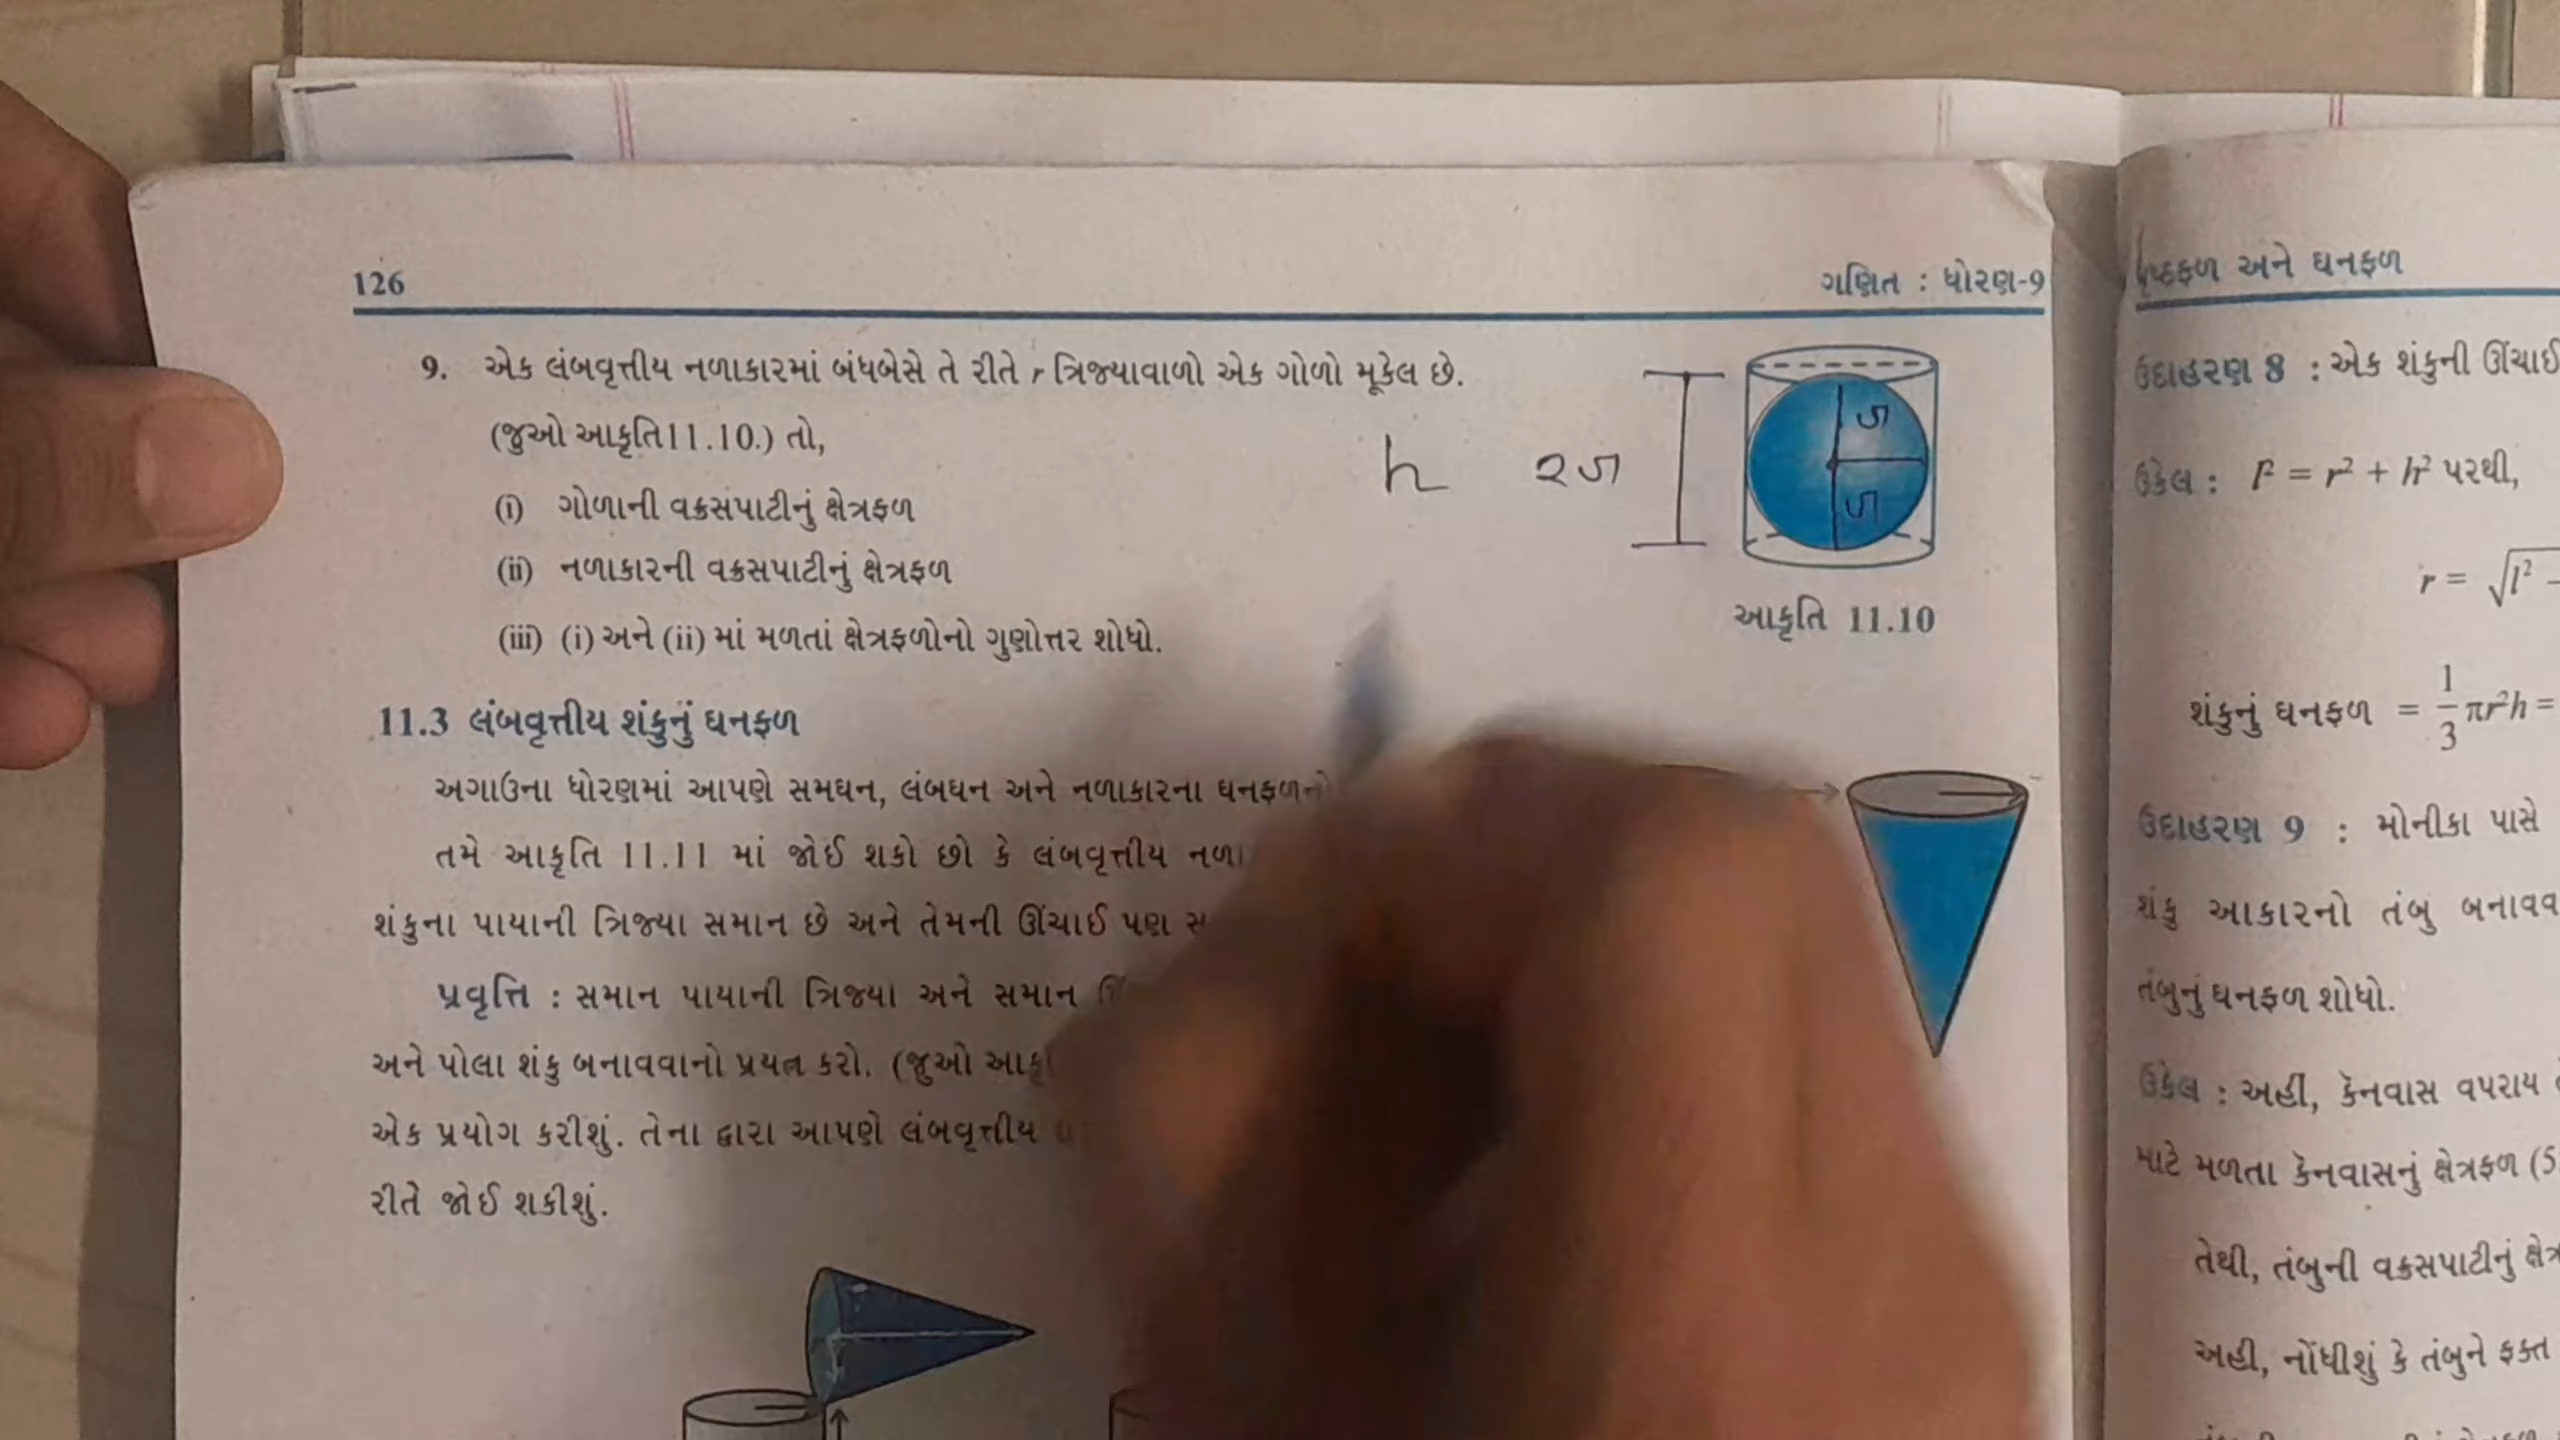 126
ગણિત : ધોરણ-9
9. એક લંબવૃત્તીય નળાકારમાં બંધબેસે તે રીતે r ત્રિજ્યાવાળો એક ગોળો મૂકેલ છે.
(જુઓ આકૃતિ11.10.) તો,
(i) ગોળાની વક્રસપાટીનું ક્ષેત્રફળ
(ii) નળાકારની વક્રસપાટીનું ક્ષેત્રફળ
(iii) (i) અને (ii) માં મળતાં ક્ષેત્રફળોનો ગુણોત્તર શોધો.
h 2r
r
r
આકૃતિ 11.10
11.3 લંબવૃત્તીય શંકુનું ઘનફળ
અગાઉના ધોરણમાં આપણે સમઘન, લંબઘન અને નળાકારના
તમે આકૃતિ 11.11 માં જોઈ શકો છો કે લંબવૃત્તીય
શંકુના પાયાની ત્રિજ્યા સમાન છે અને તેમની ઊંચાઈ પણ
પ્રવૃત્તિ : સમાન પાયાની ત્રિજ્યા અને સમાન
અને પોલા શંકુ બનાવવાનો પ્રયત્ન કરો. (જુઓ
એક પ્રયોગ કરીશું. તેના દ્વારા આપણે લંબવૃત્તીય
રીતે જોઈ શકીશું.
અને ઘનફળ
ઉદાહરણ 8 : એક શંકુની ઊંચાઈ
ઉકેલ : l² = r² + h² પરથી,
r = √l² -
શંકુનું ઘનફળ = 1/3 πr²h =
ઉદાહરણ 9 : મોનીકા પાસે
શંકુ આકારનો તંબુ
તંબુનું ઘનફળ શોધો.
ઉકેલ : અહીં, કૅનવાસ વપરાય
માટે મળતા કૅનવાસનું ક્ષેત્રફળ
તેથી, તંબુની વક્રસપાટીનું
અહીં, નોંધીશું કે તંબુને ફક્ત